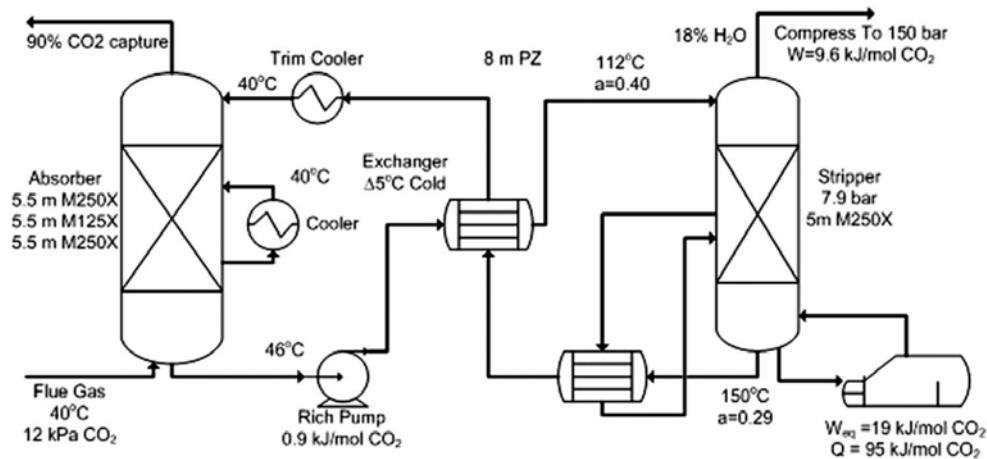 90% CO2 capture
Trim Cooler
40°C
8 m PZ
112°C
a=0.40
18% H₂O
Compress To 150 bar
W=9.6 kJ/mol CO₂
Absorber
5.5 m M250X
5.5 m M125X
5.5 m M250X
40°C
Cooler
Exchanger
Δ5°C Cold
Stripper
7.9 bar
5m M250X
46°C
Rich Pump
0.9 kJ/mol CO₂
Flue Gas
40°C
12 kPa CO₂
150°C
a=0.29
Wₑq =19 kJ/mol CO₂
Q = 95 kJ/mol CO₂